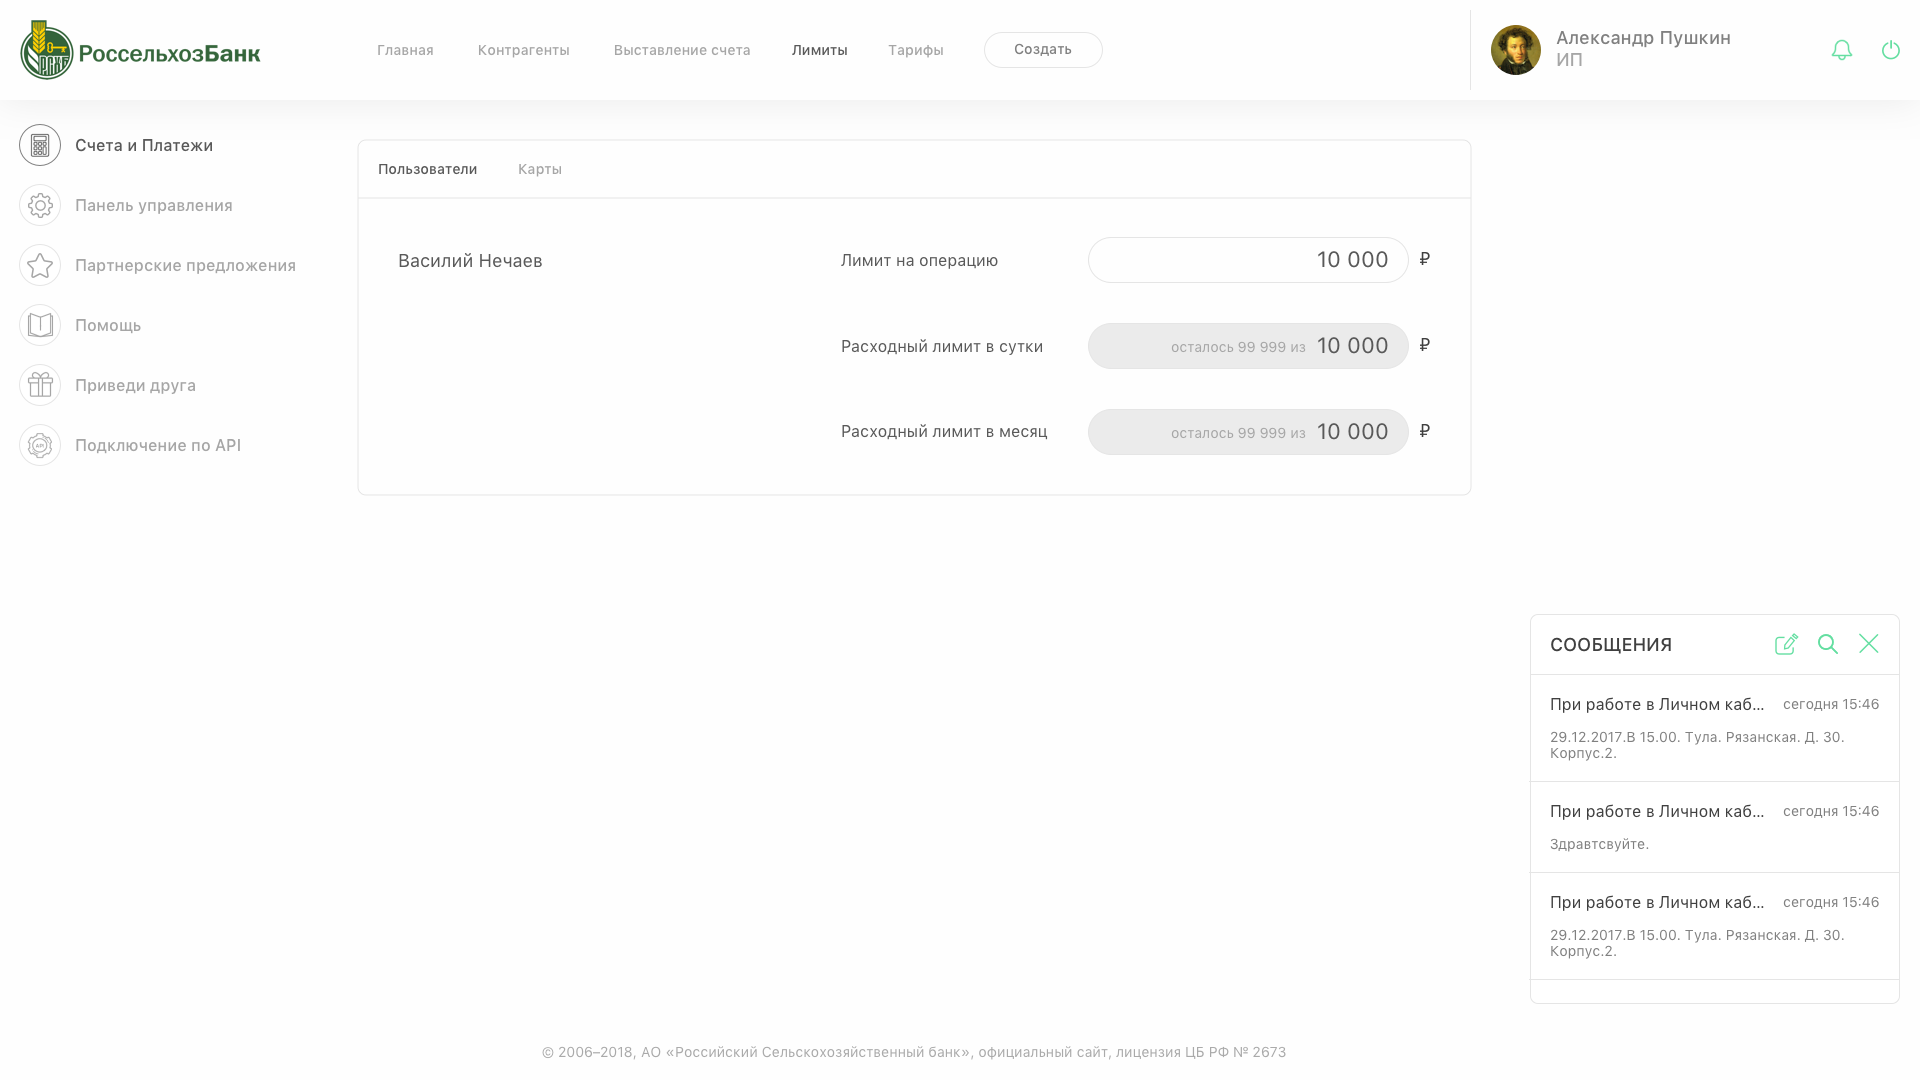 РоссельхозБанк
Главная
Контрагенты
Выставление счета
Лимиты
Тарифы
Создать
Александр Пушкин
ИП
Счета и Платежи
Панель управления
Партнерские предложения
Помощь
Приведи друга
API
Подключение по API
Пользователи
Карты
Василий Нечаев
Лимит на операцию
10 000 ₽
Расходный лимит в сутки
осталось 99 999 из 10 000 ₽
Расходный лимит в месяц
осталось 99 999 из 10 000 ₽
СООБЩЕНИЯ
При работе в Личном каб... сегодня 15:46
29.12.2017.В 15.00. Тула. Рязанская. Д. 30.
Корпус.2.
При работе в Личном каб... сегодня 15:46
Здравтсвуйте.
При работе в Личном каб... сегодня 15:46
29.12.2017.В 15.00. Тула. Рязанская. Д. 30.
Корпус.2.
© 2006–2018, АО «Российский Сельскохозяйственный банк», официальный сайт, лицензия ЦБ РФ № 2673